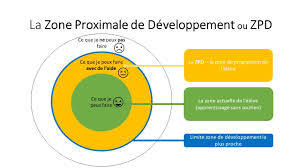 La Zone Proximale de Développement ou ZPD
Ce que je ne peux pas
faire
Ce que je peux faire
avec de l'aide
Ce que je
peux faire
La ZPD = la zone de progression de
l'élève
La zone actuelle de l'élève
(apprentissage sans soutien)
Limite zone de développement le
plus proche